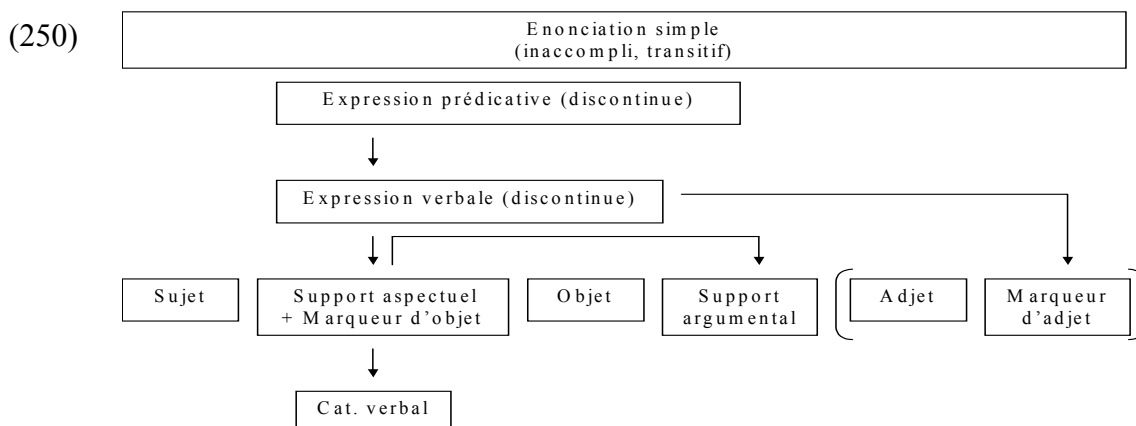 (250)
Enonciation simple
(inaccompli, transitif)
Expression prédicative (discontinue)
Expression verbale (discontinue)
Sujet
Support aspectuel
+ Marqueur d'objet
Objet
Support
argumental
Adjet
Marqueur
d'adjet
Cat. verbal